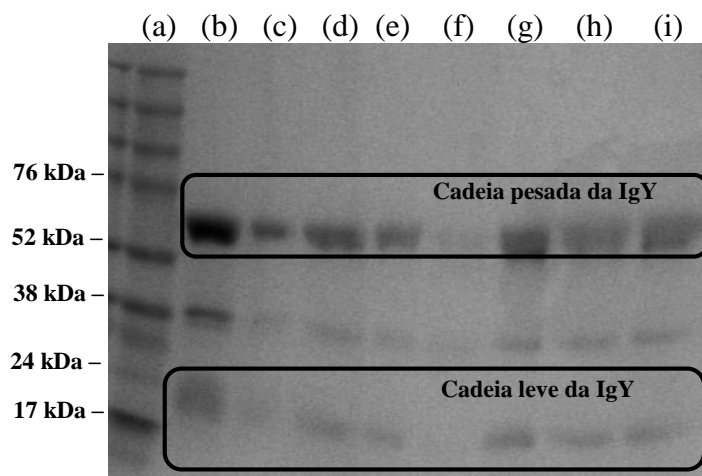 (a) (b) (c) (d) (e) (f) (g) (h) (i)
76 kDa –
Cadeia pesada da IgY
52 kDa –
38 kDa –
24 kDa –
Cadeia leve da IgY
17 kDa –